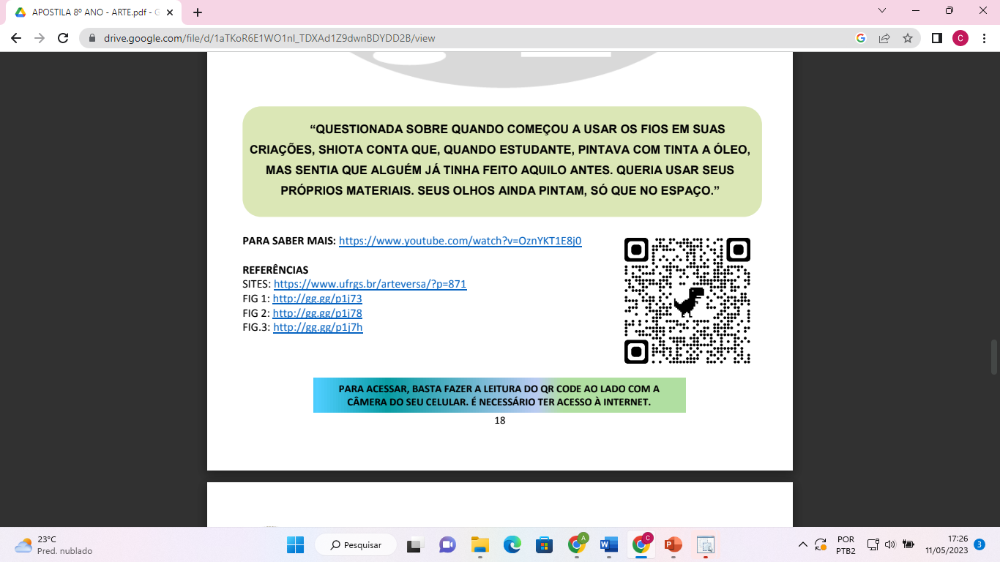 APOSTILA 8º ANO - ARTE.pdf - G
drive.google.com/file/d/1aTKoR6E1WO1nl_TDXAd1Z9dwnBDYDD2B/view
C
“QUESTIONADA SOBRE QUANDO COMEÇOU A USAR OS FIOS EM SUAS
CRIAÇÕES, SHIOTA CONTA QUE, QUANDO ESTUDANTE, PINTAVA COM TINTA A ÓLEO,
MAS SENTIA QUE ALGUÉM JÁ TINHA FEITO AQUILO ANTES. QUERIA USAR SEUS
PRÓPRIOS MATERIAIS. SEUS OLHOS AINDA PINTAM, SÓ QUE NO ESPAÇO.”
PARA SABER MAIS: https://www.youtube.com/watch?v=OznYKT1E8j0
REFERÊNCIAS
SITES: https://www.ufrgs.br/arteversa/?p=871
FIG 1: http://gg.gg/p1j73
FIG 2: http://gg.gg/p1j78
FIG.3: http://gg.gg/p1j7h
PARA ACESSAR, BASTA FAZER A LEITURA DO QR CODE AO LADO COM A
CÂMERA DO SEU CELULAR. É NECESSÁRIO TER ACESSO À INTERNET.
18
23°C
Pred. nublado
Pesquisar
A
W
C
P
POR
PTB2
17:26
11/05/2023
3